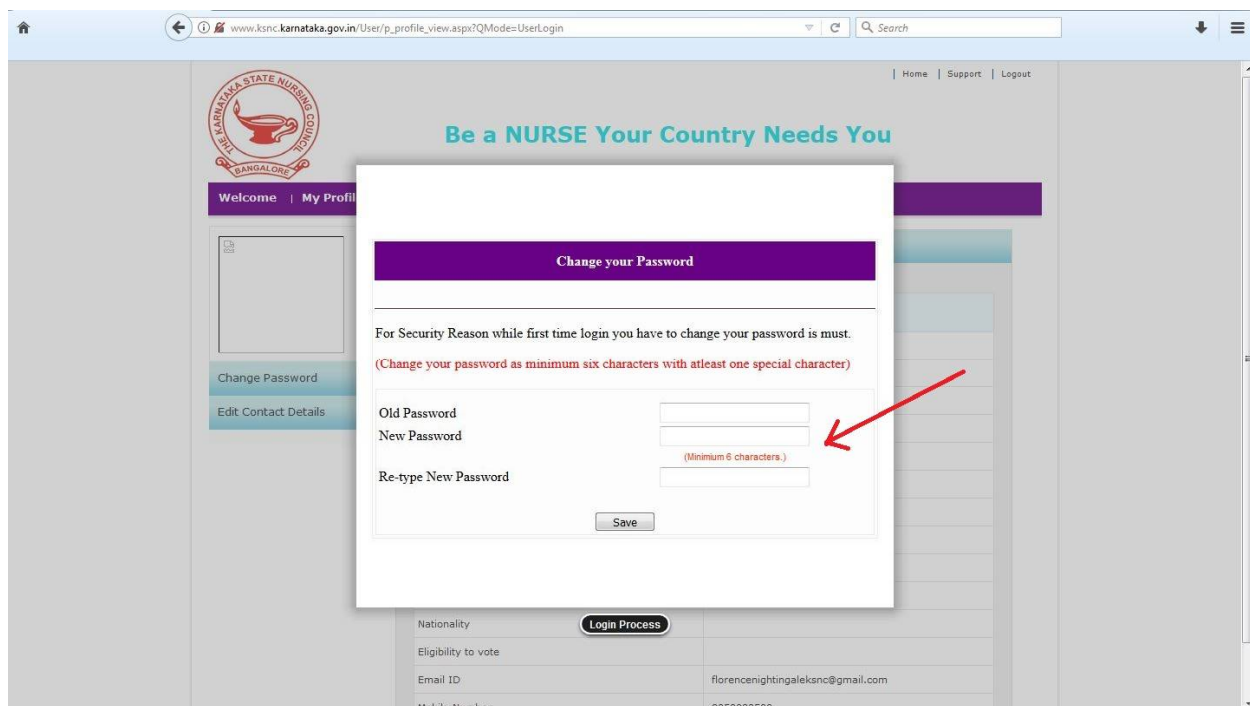 www.ksnc.karnataka.gov.in/User/p_profile_view.aspx?QMode=UserLogin
Search
| Home | Support | Logout
THE KARNATAKA STATE NURSING COUNCIL
BANGALORE
Be a NURSE Your Country Needs You
Welcome | My Profil
Change Password
Edit Contact Details
Change your Password
For Security Reason while first time login you have to change your password is must.
(Change your password as minimum six characters with atleast one special character)
Old Password
New Password
(Minimium 6 characters.)
Re-type New Password
Save
Nationality
Login Process
Eligibility to vote
Email ID florencenightingaleksnc@gmail.com